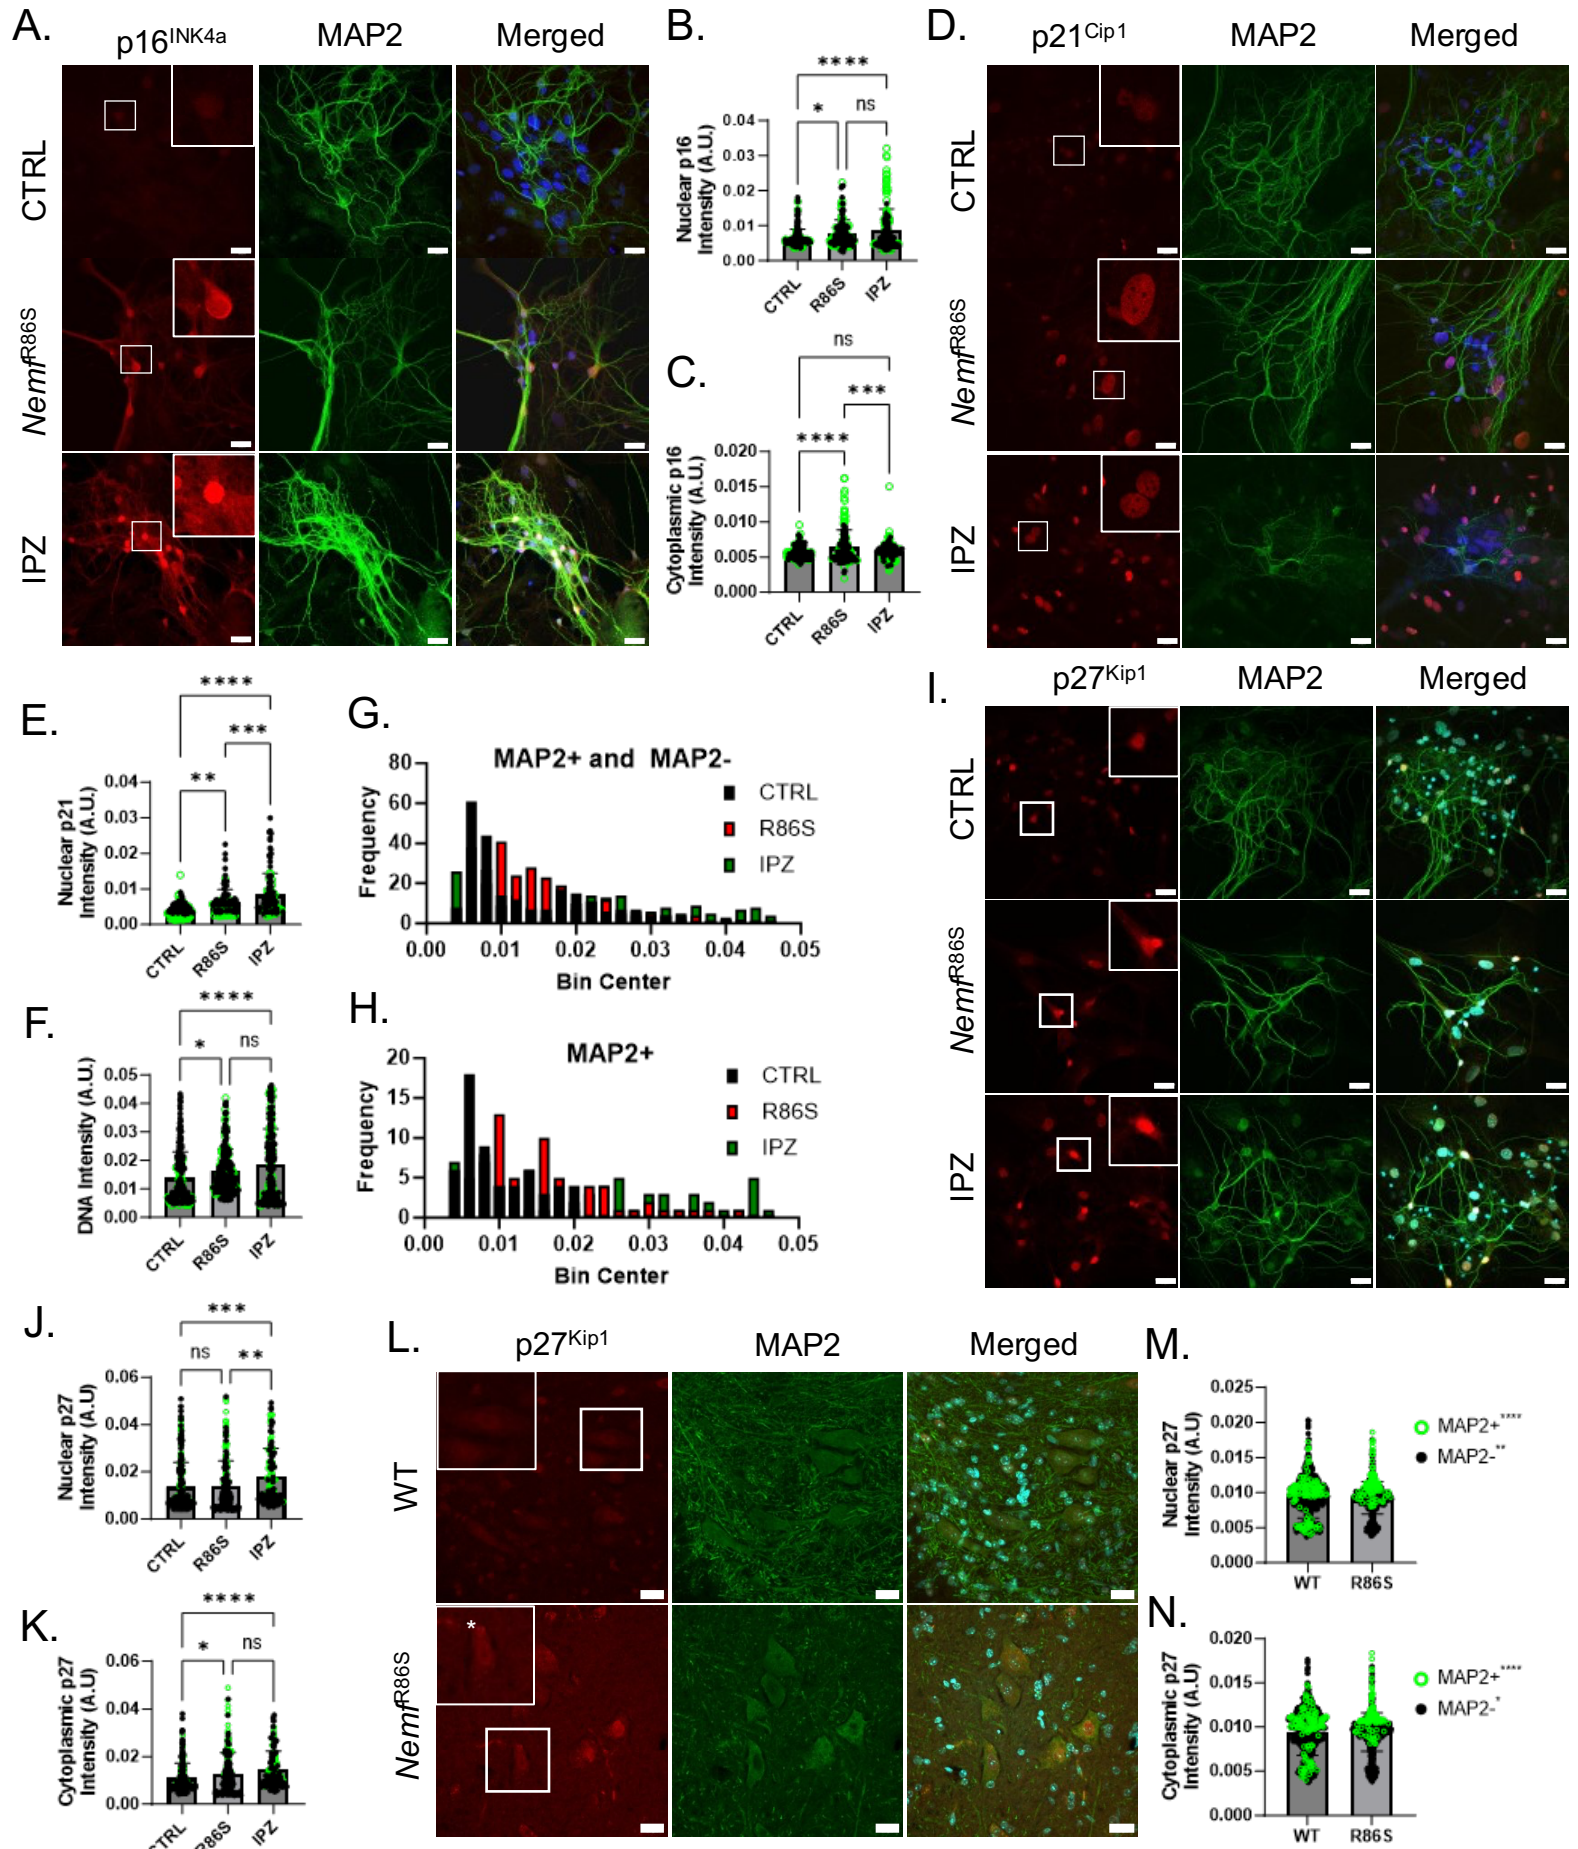 A.
p16INK4a
MAP2
Merged
CTRL
NemfR86S
IPZ
B.
****
*
ns
Nuclear p16
Intensity (A.U.)
0.04
0.03
0.02
0.01
0.00
CTRL
R86S
IPZ
C.
ns
***
****
Cytoplasmic p16
Intensity (A.U.)
0.020
0.015
0.010
0.005
0.000
CTRL
R86S
IPZ
D.
p21Cip1
MAP2
Merged
CTRL
NemfR86S
IPZ
E.
****
***
**
Nuclear p21
Intensity (A.U.)
0.04
0.03
0.02
0.01
0.00
CTRL
R86S
IPZ
F.
****
*
ns
DNA Intensity (A.U.)
0.05
0.04
0.03
0.02
0.01
0.00
CTRL
R86S
IPZ
G.
MAP2+ and MAP2-
Frequency
80
60
40
20
0
CTRL
R86S
IPZ
0.00
0.01
0.02
0.03
0.04
0.05
Bin Center
H.
MAP2+
Frequency
20
15
10
5
0
CTRL
R86S
IPZ
0.00
0.01
0.02
0.03
0.04
0.05
Bin Center
I.
p27Kip1
MAP2
Merged
CTRL
NemfR86S
IPZ
J.
***
ns
**
Nuclear p27
Intensity (A.U)
0.06
0.04
0.02
0.00
CTRL
R86S
IPZ
K.
****
*
ns
Cytoplasmic p27
Intensity (A.U)
0.06
0.04
0.02
0.00
CTRL
R86S
IPZ
L.
p27Kip1
MAP2
Merged
WT
NemfR86S
*
M.
Nuclear p27
Intensity (A.U)
0.025
0.020
0.015
0.010
0.005
0.000
WT
R86S
MAP2+****
MAP2-**
N.
Cytoplasmic p27
Intensity (A.U)
0.020
0.015
0.010
0.005
0.000
WT
R86S
MAP2+****
MAP2-*